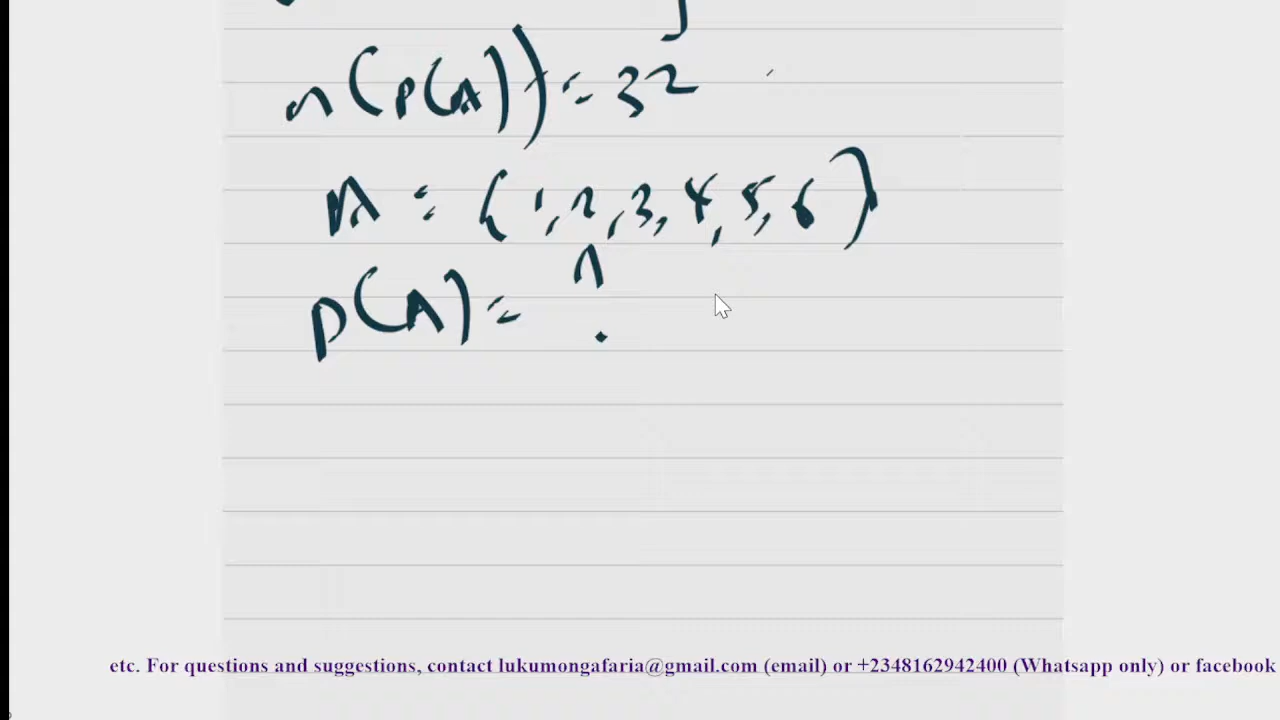 n(p(A)) = 32
A = {1, 2, 3, 4, 5, 6}
p(A) = ?
etc. For questions and suggestions, contact lukumongafaria@gmail.com (email) or +2348162942400 (Whatsapp only) or facebook